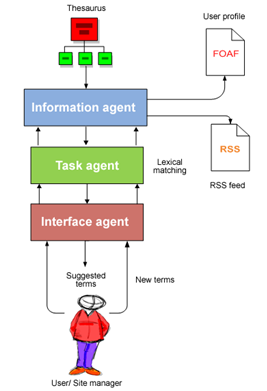 Thesaurus
User profile
FOAF
Information agent
RSS
Task agent
Lexical
matching
RSS feed
Interface agent
Suggested
terms
New terms
User/ Site manager